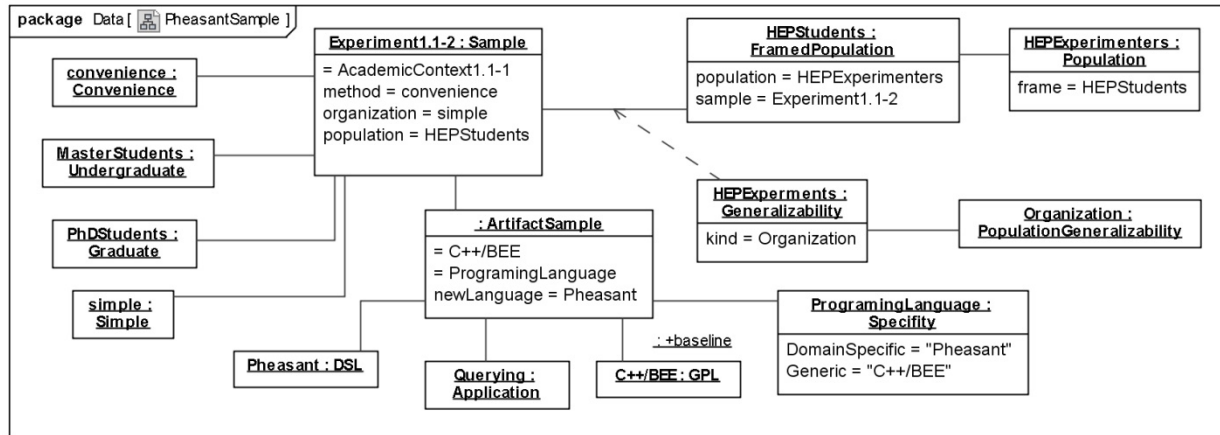 package Data [ PheasantSample ]
Experiment1.1-2 : Sample
= AcademicContext1.1-1
method = convenience
organization = simple
population = HEPStudents
HEPStudents :
FramedPopulation
population = HEPExperimenters
sample = Experiment1.1-2
HEPExperimenters :
Population
frame = HEPStudents
convenience :
Convenience
MasterStudents :
Undergraduate
PhDStudents :
Graduate
simple :
Simple
HEPExperments :
Generalizability
kind = Organization
Organization :
PopulationGeneralizability
: ArtifactSample
= C++/BEE
= ProgramingLanguage
newLanguage = Pheasant
Pheasant : DSL
Querying :
Application
: +baseline
C++/BEE : GPL
ProgramingLanguage :
Specifity
DomainSpecific = "Pheasant"
Generic = "C++/BEE"